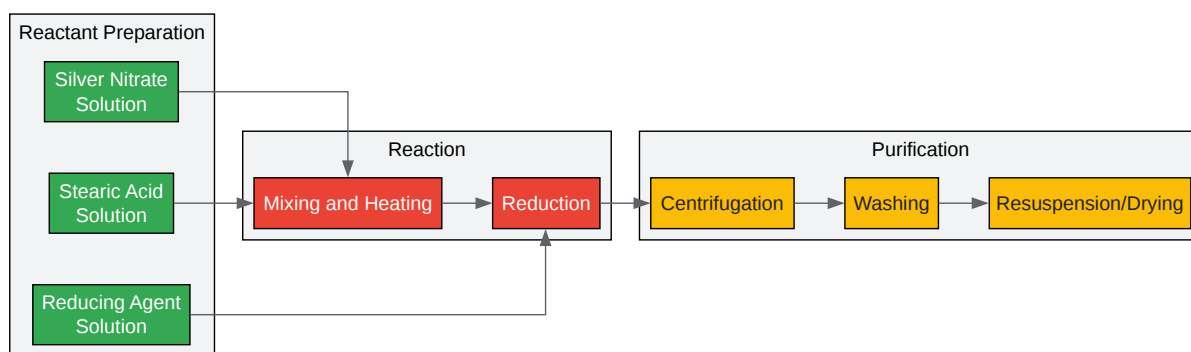 Reactant Preparation
Silver Nitrate
Solution
Stearic Acid
Solution
Reducing Agent
Solution
Reaction
Mixing and Heating
Reduction
Purification
Centrifugation
Washing
Resuspension/Drying